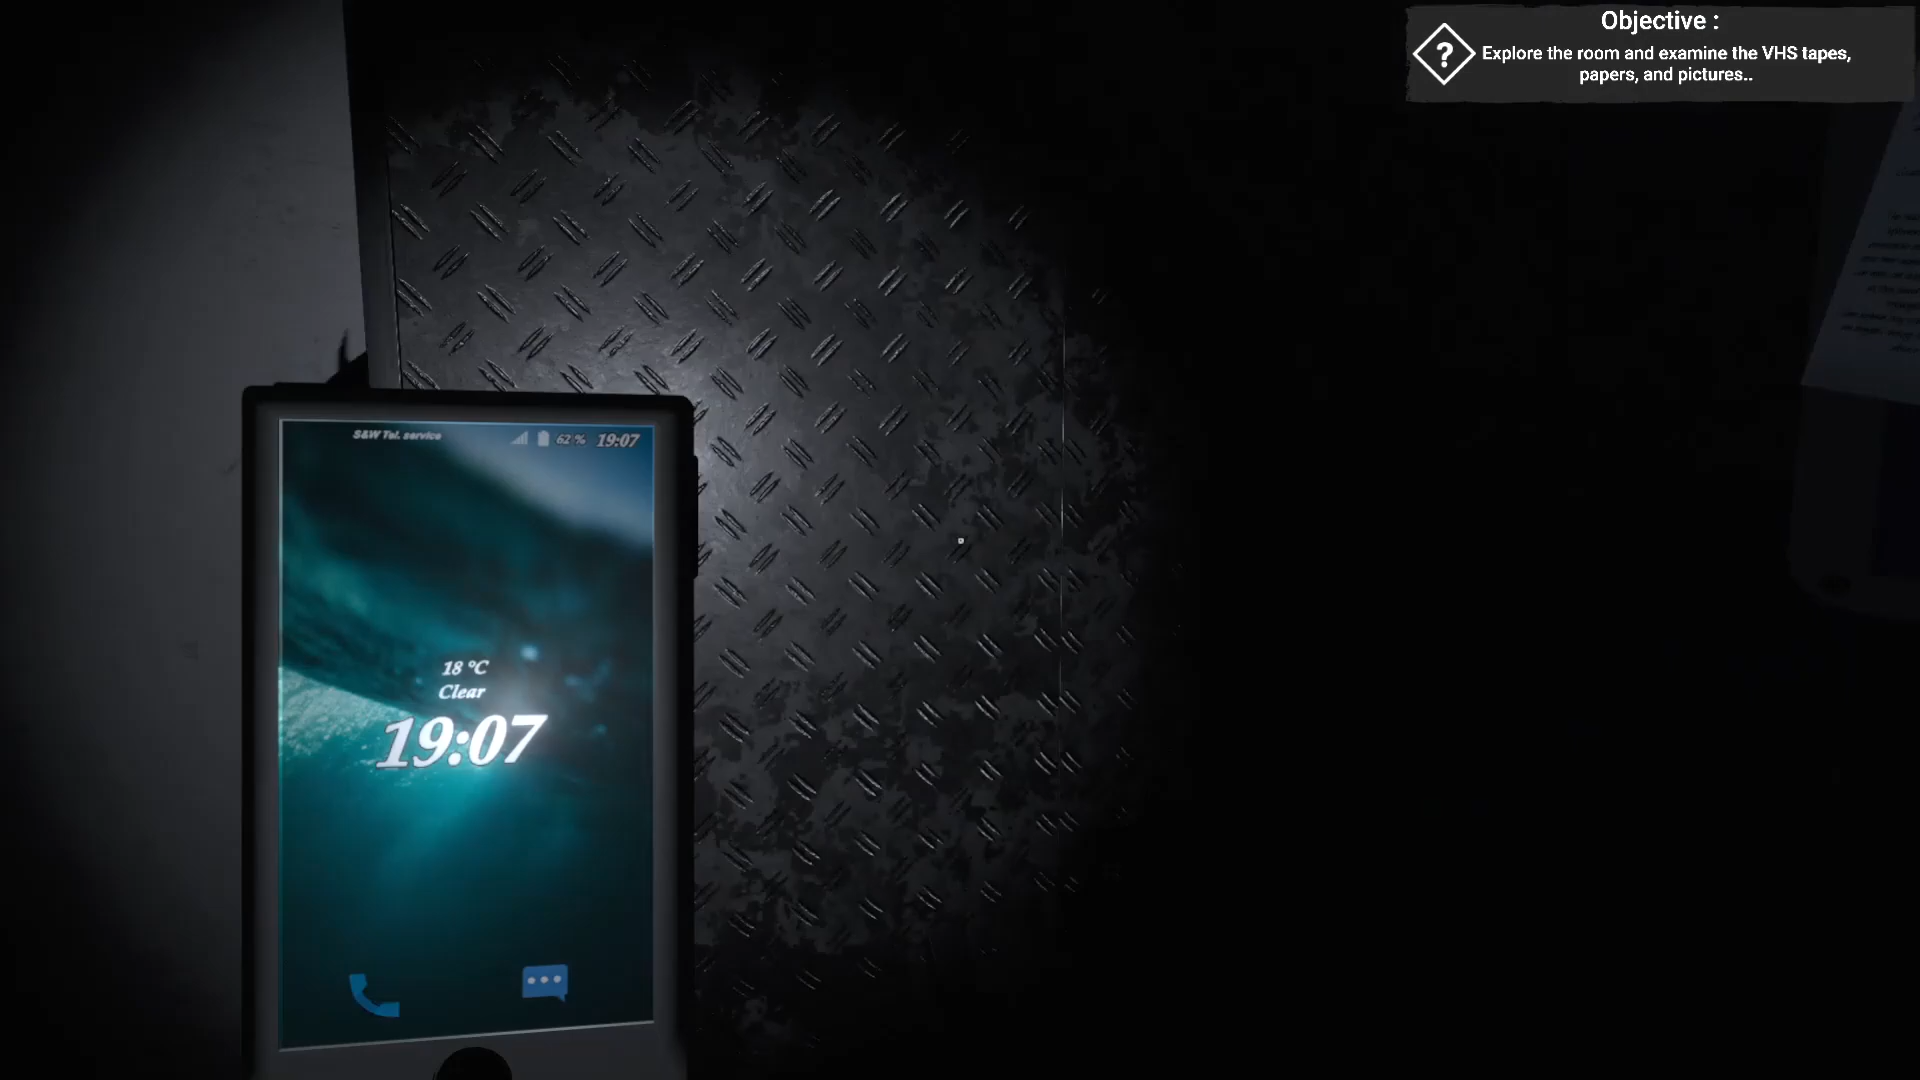 Objective :
Explore the room and examine the VHS tapes,
papers, and pictures..
S&W Tel. service
62 %
19:07
18 °C
Clear
19:07